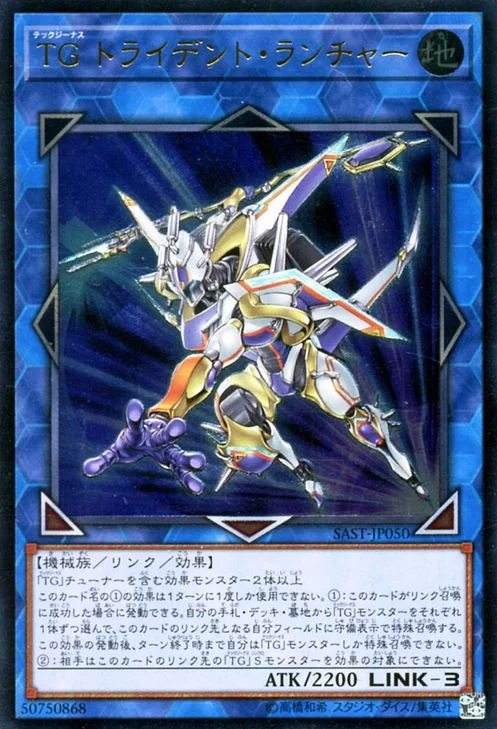 テックジーナス
TG トライデント・ランチャー
地
SAST-JP050
【機械族/リンク/効果】
「TG」チューナーを含む効果モンスター2体以上
このカード名の①の効果は1ターンに1度しか使用できない。①:このカードがリンク召喚
に成功した場合に発動できる。自分の手札・デッキ・墓地から「TG」モンスターをそれぞれ
1体ずつ選んで、このカードのリンク先となる自分フィールドに守備表示で特殊召喚する。
この効果の発動後、ターン終了時まで自分は「TG」モンスターしか特殊召喚できない。
②:相手はこのカードのリンク先の「TG」Sモンスターを効果の対象にできない。
ATK/2200 LINK-3
50750868 ©高橋和希 スタジオ・ダイス/集英社